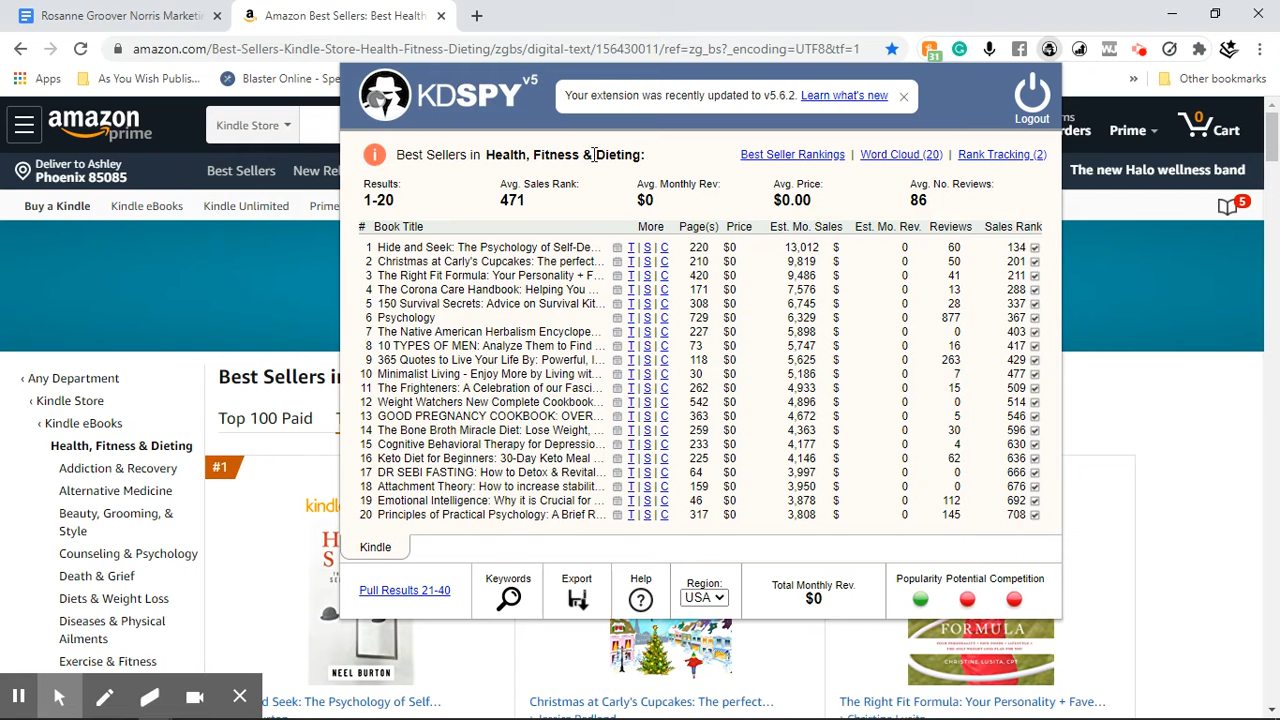 Rosanne Groover Marketi
Amazon Best Sellers: Best Health
amazon.com/Best-Sellers-Kindle-Store-Health-Fitness-Dieting/zgbs/digital-text/156430011/ref=zg_bs?_encoding=UTF8&tf=1
31
Apps
As You Wish Publis...
Blaster Online - Spe
Other bookmarks
amazon prime
Kindle Store
0
Cart
Prime
Deliver to Ashley
Phoenix 85085
Best Sellers
The new Halo wellness band
Buy a Kindle
Kindle eBooks
Kindle Unlimited
5
KDSPY v5
Your extension was recently updated to v5.6.2. Learn what's new
Logout
Best Sellers in Health, Fitness & Dieting:
Best Seller Rankings | Word Cloud (20) | Rank Tracking (2)
Results: Avg. Sales Rank: Avg. Monthly Rev: Avg. Price: Avg. No. Reviews:
1-20 471 $0 $0.00 86
# Book Title More Page(s) Price Est. Mo. Sales Est. Mo. Rev. Reviews Sales Rank
1 Hide and Seek: The Psychology of Self-De... T | S | C 220 $0 13,012 $ 0 60 134
2 Christmas at Carly's Cupcakes: The perfect... T | S | C 210 $0 9,819 $ 0 50 201
3 The Right Fit Formula: Your Personality + F... T | S | C 420 $0 9,486 $ 0 41 211
4 The Corona Care Handbook: Helping You ... T | S | C 171 $0 7,576 $ 0 13 288
5 150 Survival Secrets: Advice on Survival Kit... T | S | C 308 $0 6,745 $ 0 28 337
6 Psychology T | S | C 729 $0 6,329 $ 0 877 367
7 The Native American Herbalism Encyclope... T | S | C 227 $0 5,898 $ 0 0 403
8 10 TYPES OF MEN: Analyze Them to Find ... T | S | C 73 $0 5,747 $ 0 16 417
9 365 Quotes to Live Your Life By: Powerful, I... T | S | C 118 $0 5,625 $ 0 263 429
10 Minimalist Living - Enjoy More by Living wit... T | S | C 30 $0 5,186 $ 0 7 477
11 The Frighteners: A Celebration of our Fasci... T | S | C 262 $0 4,933 $ 0 15 509
12 Weight Watchers New Complete Cookbook... T | S | C 542 $0 4,896 $ 0 0 514
13 GOOD PREGNANCY COOKBOOK: OVER... T | S | C 363 $0 4,672 $ 0 5 546
14 The Bone Broth Miracle Diet: Lose Weight, ... T | S | C 259 $0 4,363 $ 0 30 596
15 Cognitive Behavioral Therapy for Depressio... T | S | C 233 $0 4,177 $ 0 4 630
16 Keto Diet for Beginners: 30-Day Keto Meal ... T | S | C 225 $0 4,146 $ 0 62 636
17 DR SEBI FASTING: How to Detox & Revital... T | S | C 64 $0 3,997 $ 0 0 666
18 Attachment Theory: How to increase stabilit... T | S | C 159 $0 3,950 $ 0 0 676
19 Emotional Intelligence: Why it is Crucial for ... T | S | C 46 $0 3,878 $ 0 112 692
20 Principles of Practical Psychology: A Brief R... T | S | C 317 $0 3,808 $ 0 145 708
Kindle
Pull Results 21-40
Keywords
Export
Help
Region:
USA
Total Monthly Rev.
$0
Popularity Potential Competition
Any Department
Kindle Store
Kindle eBooks
Health, Fitness & Dieting
Addiction & Recovery
Alternative Medicine
Beauty, Grooming, &
Style
Counseling & Psychology
Death & Grief
Diets & Weight Loss
Diseases & Physical
Ailments
Exercise & Fitness
Best Sellers in
Top 100 Paid
#1
NEEL BURTON
FORMULA
CHRISTINE LUSITA, CPT
d Seek: The Psychology of Self...
Christmas at Carly's Cupcakes: The perfect...
The Right Fit Formula: Your Personality + Fave...